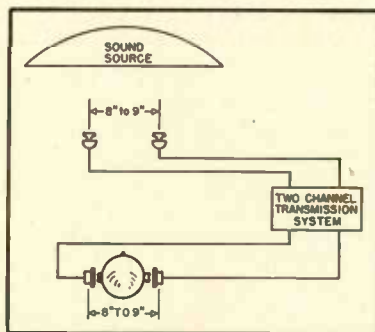 SOUND
SOURCE
8" to 9"
TWO CHANNEL
TRANSMISSION
SYSTEM
8" TO 9"